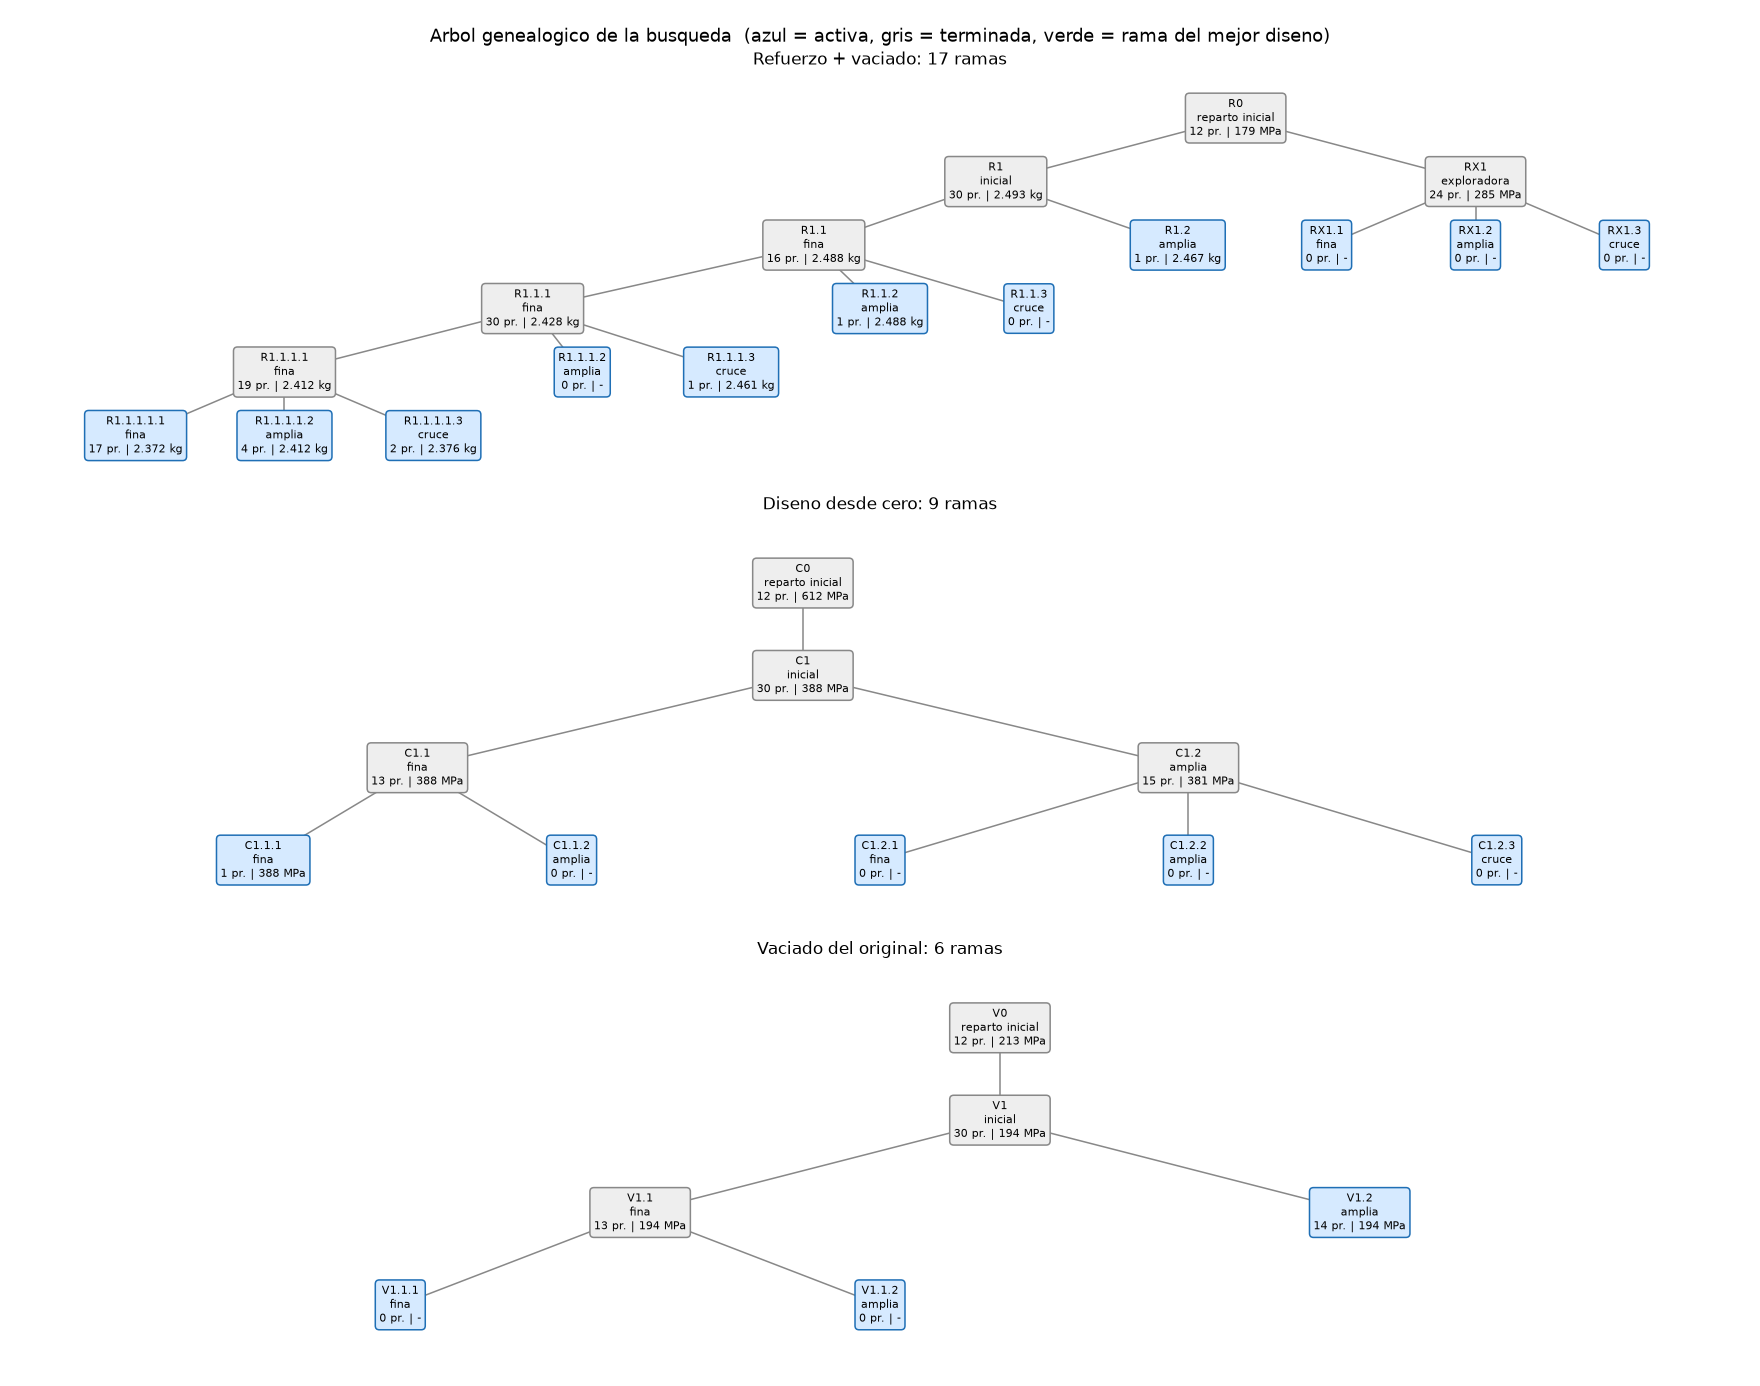 Arbol genealogico de la busqueda  (azul = activa, gris = terminada, verde = rama del mejor diseno)
Refuerzo + vaciado: 17 ramas
R0
reparto inicial
12 pr. | 179 MPa
R1
inicial
30 pr. | 2.493 kg
RX1
exploradora
24 pr. | 285 MPa
R1.1
fina
16 pr. | 2.488 kg
R1.2
amplia
1 pr. | 2.467 kg
RX1.1
fina
0 pr. | -
RX1.2
amplia
0 pr. | -
RX1.3
cruce
0 pr. | -
R1.1.1
fina
30 pr. | 2.428 kg
R1.1.2
amplia
1 pr. | 2.488 kg
R1.1.3
cruce
0 pr. | -
R1.1.1.1
fina
19 pr. | 2.412 kg
R1.1.1.2
amplia
0 pr. | -
R1.1.1.3
cruce
1 pr. | 2.461 kg
R1.1.1.1.1
fina
17 pr. | 2.372 kg
R1.1.1.1.2
amplia
4 pr. | 2.412 kg
R1.1.1.1.3
cruce
2 pr. | 2.376 kg
Diseno desde cero: 9 ramas
C0
reparto inicial
12 pr. | 612 MPa
C1
inicial
30 pr. | 388 MPa
C1.1
fina
13 pr. | 388 MPa
C1.2
amplia
15 pr. | 381 MPa
C1.1.1
fina
1 pr. | 388 MPa
C1.1.2
amplia
0 pr. | -
C1.2.1
fina
0 pr. | -
C1.2.2
amplia
0 pr. | -
C1.2.3
cruce
0 pr. | -
Vaciado del original: 6 ramas
V0
reparto inicial
12 pr. | 213 MPa
V1
inicial
30 pr. | 194 MPa
V1.1
fina
13 pr. | 194 MPa
V1.2
amplia
14 pr. | 194 MPa
V1.1.1
fina
0 pr. | -
V1.1.2
amplia
0 pr. | -